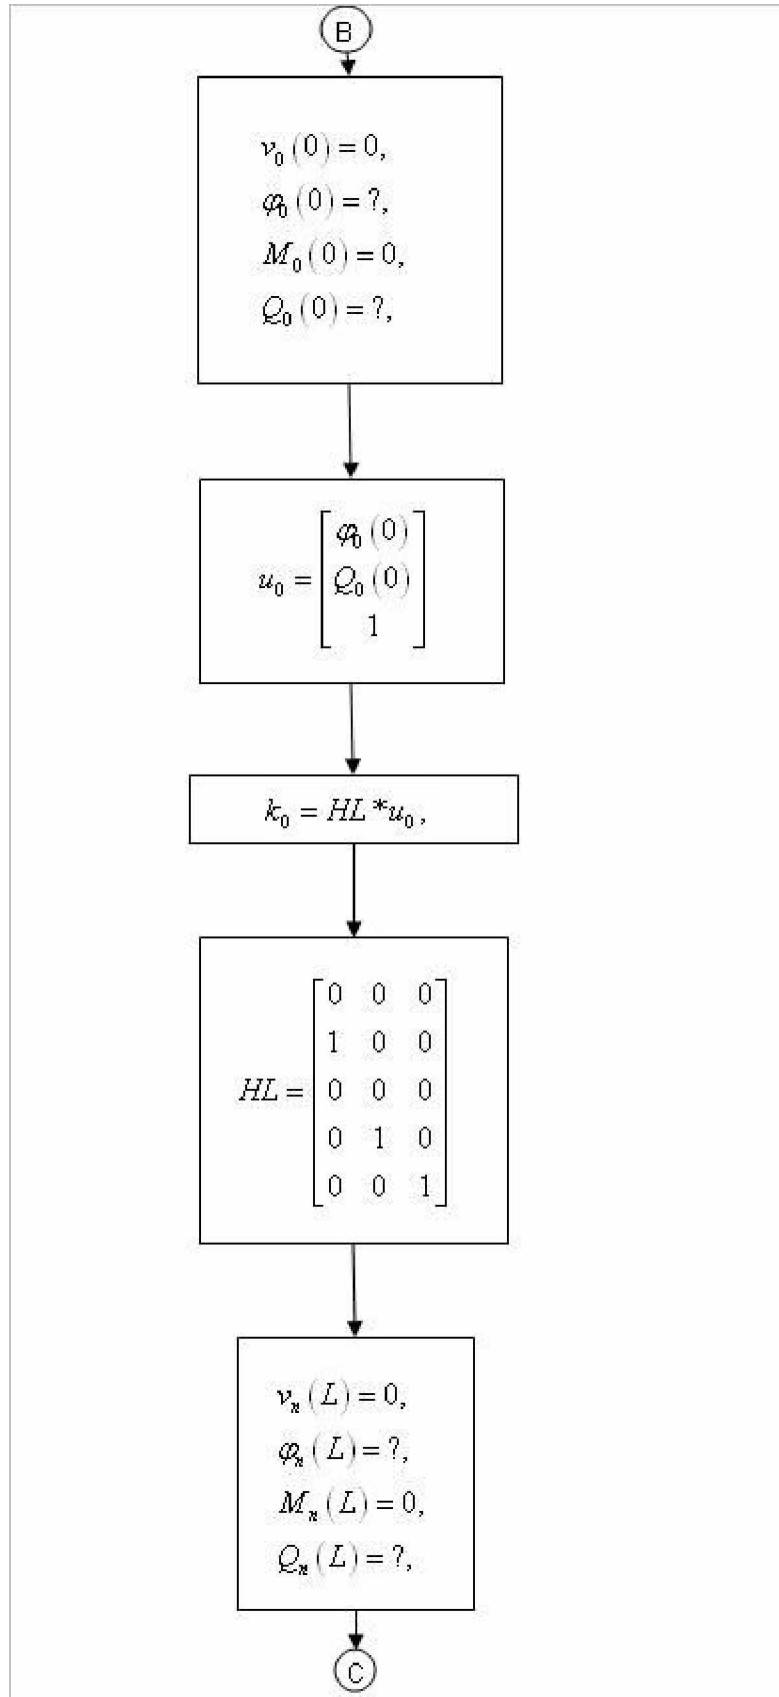 B
v₀(0) = 0,
φ₀(0) = ?,
M₀(0) = 0,
Q₀(0) = ?,
u₀ = [φ₀(0)
Q₀(0)
1]
k₀ = HL*u₀,
HL = [0 0 0
1 0 0
0 0 0
0 1 0
0 0 1]
vₙ(L) = 0,
φₙ(L) = ?,
Mₙ(L) = 0,
Qₙ(L) = ?,
C